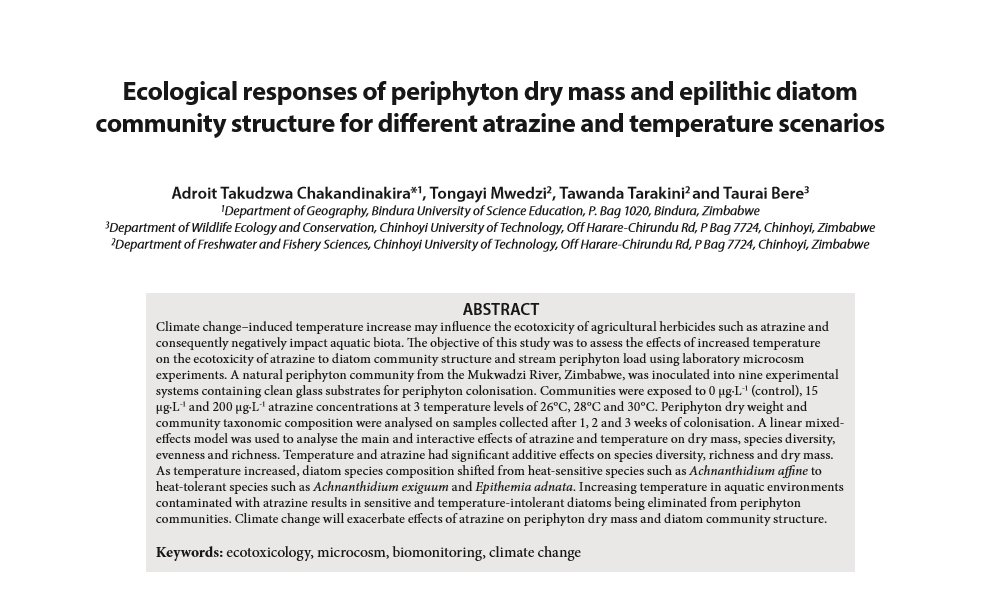 Ecological responses of periphyton dry mass and epilithic diatom
community structure for different atrazine and temperature scenarios
Adroit Takudzwa Chakandinakira*¹, Tongayi Mwedzi², Tawanda Tarakini² and Taurai Bere³
¹Department of Geography, Bindura University of Science Education, P. Bag 1020, Bindura, Zimbabwe
³Department of Wildlife Ecology and Conservation, Chinhoyi University of Technology, Off Harare-Chirundu Rd, P Bag 7724, Chinhoyi, Zimbabwe
²Department of Freshwater and Fishery Sciences, Chinhoyi University of Technology, Off Harare-Chirundu Rd, P Bag 7724, Chinhoyi, Zimbabwe
ABSTRACT
Climate change–induced temperature increase may influence the ecotoxicity of agricultural herbicides such as atrazine and
consequently negatively impact aquatic biota. The objective of this study was to assess the effects of increased temperature
on the ecotoxicity of atrazine to diatom community structure and stream periphyton load using laboratory microcosm
experiments. A natural periphyton community from the Mukwadzi River, Zimbabwe, was inoculated into nine experimental
systems containing clean glass substrates for periphyton colonisation. Communities were exposed to 0 µg∙L⁻¹ (control), 15
µg∙L⁻¹ and 200 µg∙L⁻¹ atrazine concentrations at 3 temperature levels of 26°C, 28°C and 30°C. Periphyton dry weight and
community taxonomic composition were analysed on samples collected after 1, 2 and 3 weeks of colonisation. A linear mixed-
effects model was used to analyse the main and interactive effects of atrazine and temperature on dry mass, species diversity,
evenness and richness. Temperature and atrazine had significant additive effects on species diversity, richness and dry mass.
As temperature increased, diatom species composition shifted from heat-sensitive species such as Achnanthidium affine to
heat-tolerant species such as Achnanthidium exiguum and Epithemia adnata. Increasing temperature in aquatic environments
contaminated with atrazine results in sensitive and temperature-intolerant diatoms being eliminated from periphyton
communities. Climate change will exacerbate effects of atrazine on periphyton dry mass and diatom community structure.
Keywords: ecotoxicology, microcosm, biomonitoring, climate change